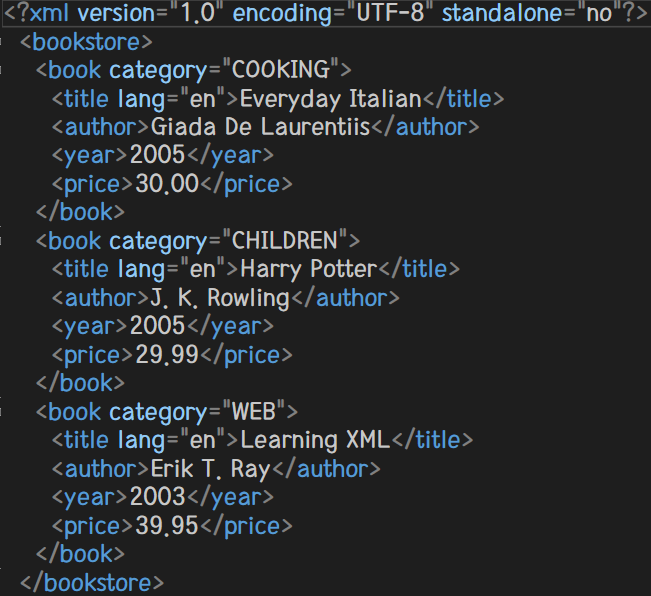 <?xml version="1.0" encoding="UTF-8" standalone="no"?>
<bookstore>
<book category="COOKING">
<title lang="en">Everyday Italian</title>
<author>Giada De Laurentiis</author>
<year>2005</year>
<price>30.00</price>
</book>
<book category="CHILDREN">
<title lang="en">Harry Potter</title>
<author>J. K. Rowling</author>
<year>2005</year>
<price>29.99</price>
</book>
<book category="WEB">
<title lang="en">Learning XML</title>
<author>Erik T. Ray</author>
<year>2003</year>
<price>39.95</price>
</book>
</bookstore>